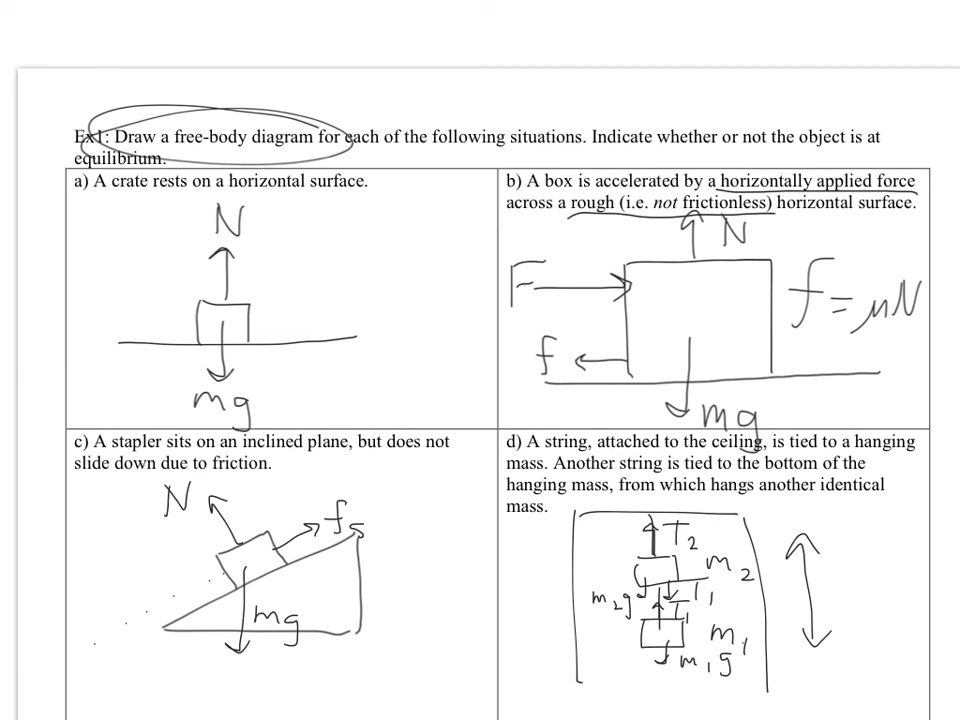 Ex1: Draw a free-body diagram for each of the following situations. Indicate whether or not the object is at
equilibrium.
a) A crate rests on a horizontal surface.
N
mg
b) A box is accelerated by a horizontally applied force
across a rough (i.e. not frictionless) horizontal surface.
N
F
f = μN
f
mg
c) A stapler sits on an inclined plane, but does not
slide down due to friction.
N
fs
mg
d) A string, attached to the ceiling, is tied to a hanging
mass. Another string is tied to the bottom of the
hanging mass, from which hangs another identical
mass.
T2
m2
m2g T1
T1
m1
m1g